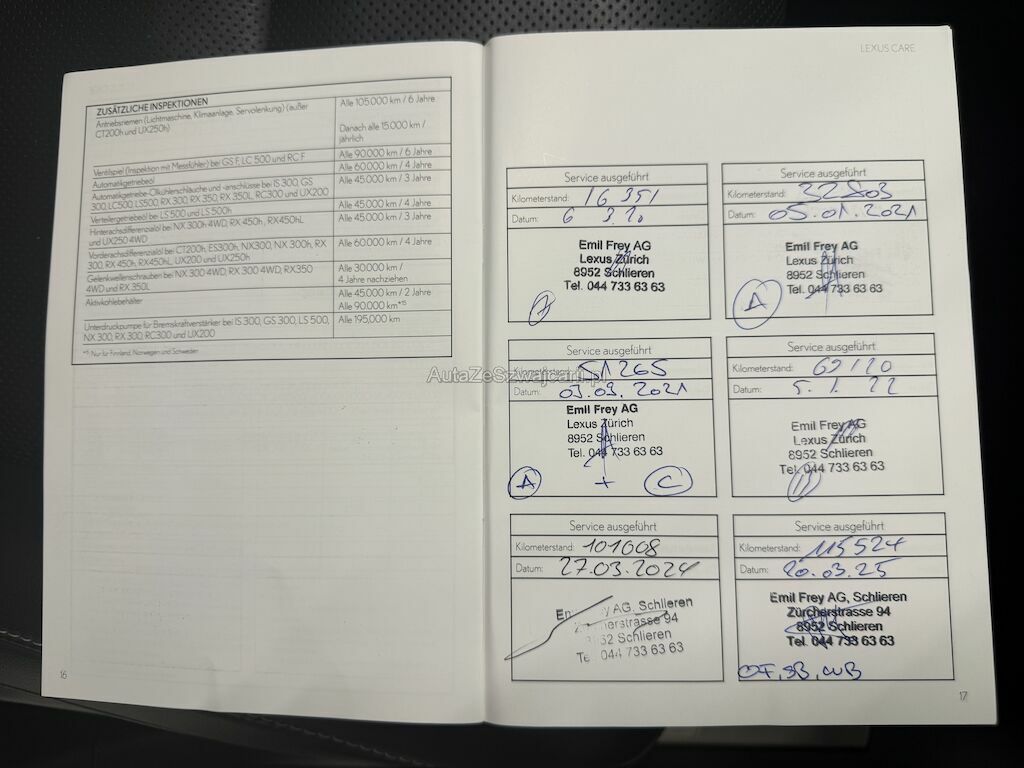 ZUSÄTZLICHE INSPEKTIONEN
Antriebsriemen (Lichtmaschine, Klimaanlage, Servolenkung) (außer
CT200h und UX250h)
Alle 105 000 km / 6 Jahre
Danach alle 15 000 km /
jährlich
Ventilspiel (Inspektion mit Messfühler) bei GS F, LC 500 und RC F
Alle 90 000 km / 6 Jahre
Automatikgetriebeöl
Alle 60 000 km / 4 Jahre
Automatikgetriebe-Ölkühlerschläuche und -anschlüsse bei IS 300, GS
300, LC500, LS500, RX 300, RX 350, RX 350L, RC300 und UX200
Alle 45 000 km / 3 Jahre
Verteilergetriebeöl bei LS 500 und LS 500h
Alle 45 000 km / 4 Jahre
Hinterachsdifferenzialöl bei NX 300h 4WD, RX 450h, RX450hL
und UX250 4WD
Alle 45 000 km / 3 Jahre
Vorderachsdifferenzialöl bei CT200h, ES300h, NX300, NX 300h, RX
300, RX 450h, RX450hL, UX200 und UX250h
Alle 60 000 km / 4 Jahre
Gelenkwellenschrauben bei NX 300 4WD, RX 300 4WD, RX350
4WD und RX 350L
Alle 30.000 km /
4 Jahre nachziehen
Aktivkohlebehälter
Alle 45 000 km / 2 Jahre
Alle 90 000 km*5
Unterdruckpumpe für Bremskraftverstärker bei IS 300, GS 300, LS 500,
NX 300, RX 300, RC300 und UX200
Alle 195,000 km
*5 Nur für Finnland, Norwegen und Schweden
16
LEXUS CARE
Service ausgeführt
Kilometerstand: 16 351
Datum: 6
Emil Frey AG
Lexus Zürich
8952 Schlieren
Tel. 044 733 63 63
Service ausgeführt
Kilometerstand: 32803
Datum: 05.01.2021
Emil Frey AG
Lexus Zürich
8952 Schlieren
Tel. 044 733 63 63
A
Service ausgeführt
51265
Datum: 03.09.2021
Emil Frey AG
Lexus Zürich
8952 Schlieren
Tel. 044 733 63 63
A + C
Service ausgeführt
Kilometerstand: 69120
Datum: 5. 1. 22
Emil Frey AG
Lexus Zürich
8952 Schlieren
Tel. 044 733 63 63
Service ausgeführt
Kilometerstand: 101008
Datum: 27.03.2024
AG, Schlieren
Zürcherstrasse 94
8952 Schlieren
Tel. 044 733 63 63
Service ausgeführt
Kilometerstand: 115524
Datum: 20.03.25
Emil Frey AG, Schlieren
Zürcherstrasse 94
8952 Schlieren
Tel. 044 733 63 63
17
AutaZeSzwajcarii.pl